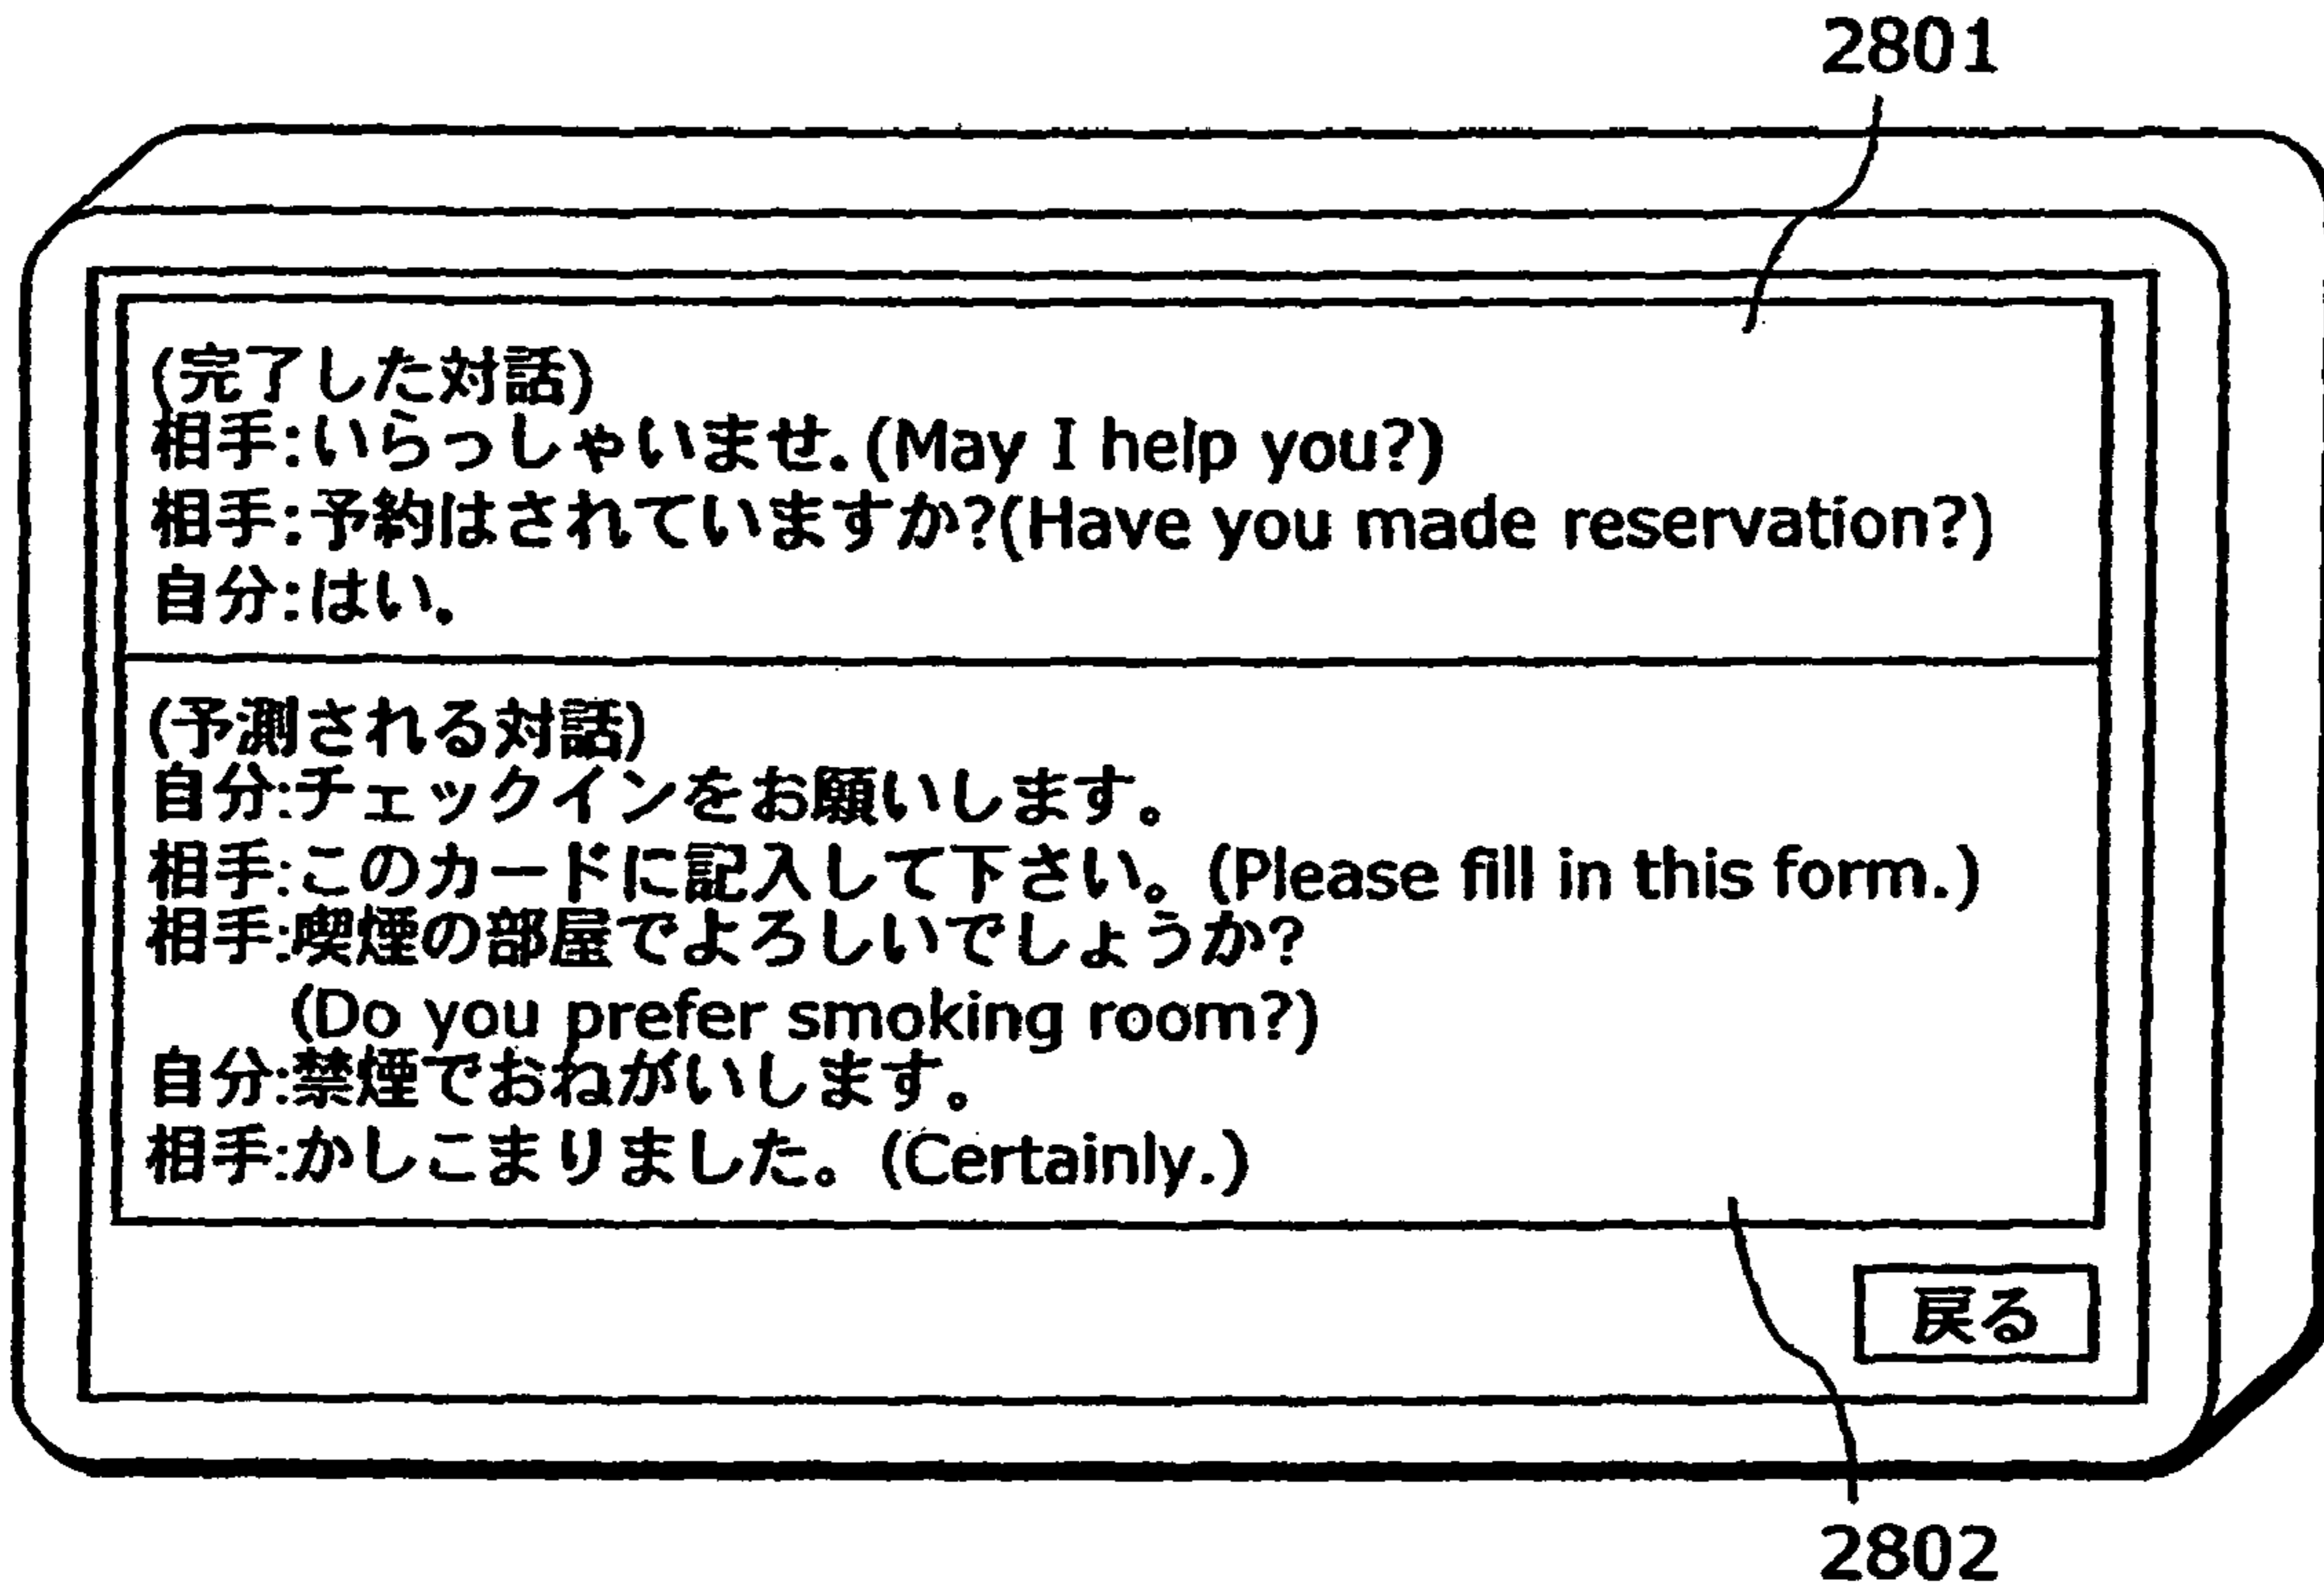 2801
(完了した対話)
相手:いらっしゃいませ.(May I help you?)
相手:予約はされていますか?(Have you made reservation?)
自分:はい。
(予測される対話)
自分:チェックインをお願いします。
相手:このカードに記入して下さい。(Please fill in this form.)
相手:喫煙の部屋でよろしいでしょうか?
(Do you prefer smoking room?)
自分:禁煙でおねがいします。
相手:かしこまりました。(Certainly.)
戻る
2802